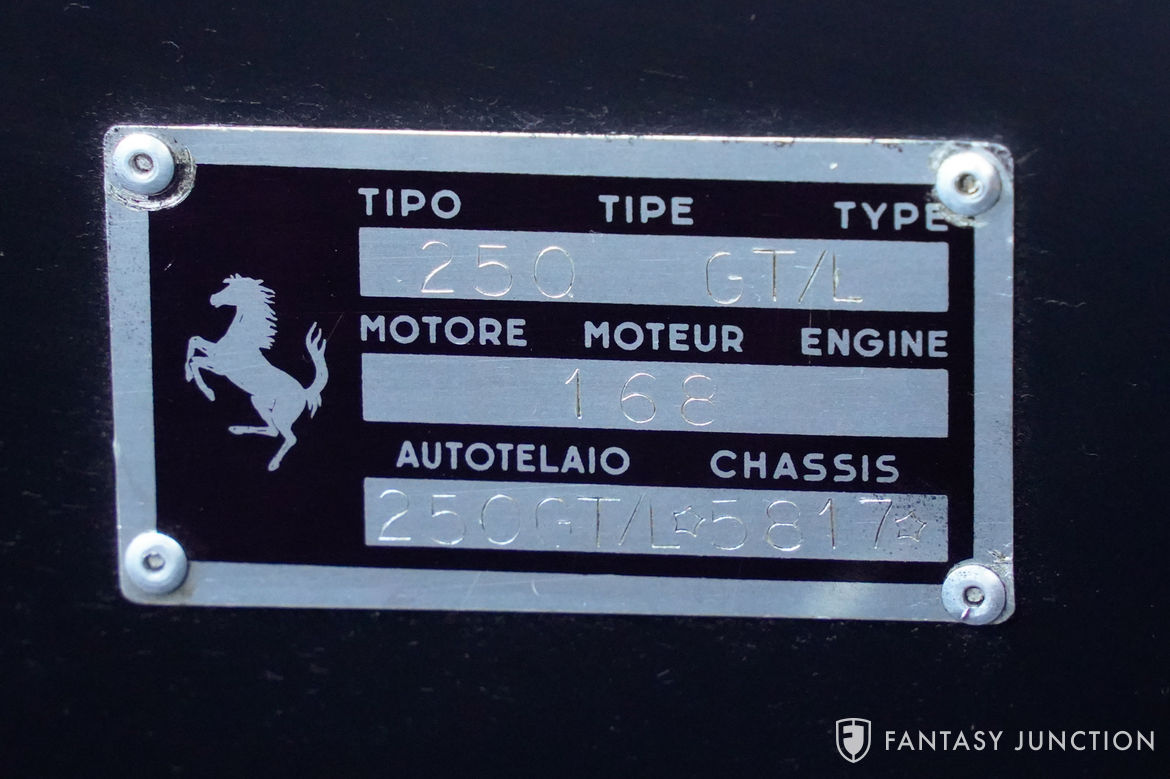 TIPO TIPE TYPE
250 GT/L
MOTORE MOTEUR ENGINE
168
AUTOTELAIO CHASSIS
250GT/L☆5817☆
FANTASY JUNCTION